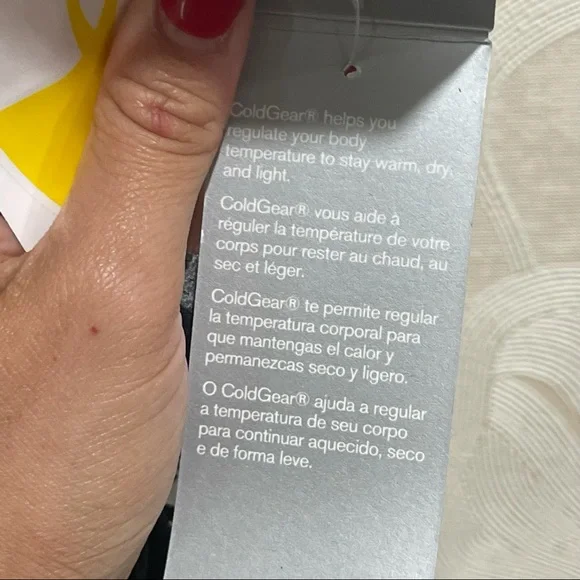 ColdGear® helps you
regulate your body
temperature to stay warm, dry,
and light.
ColdGear® vous aide à
réguler la température de votre
corps pour rester au chaud, au
sec et léger.
ColdGear® te permite regular
la temperatura corporal para
que mantengas el calor y
permanezcas seco y ligero.
O ColdGear® ajuda a regular
a temperatura de seu corpo
para continuar aquecido, seco
e de forma leve.